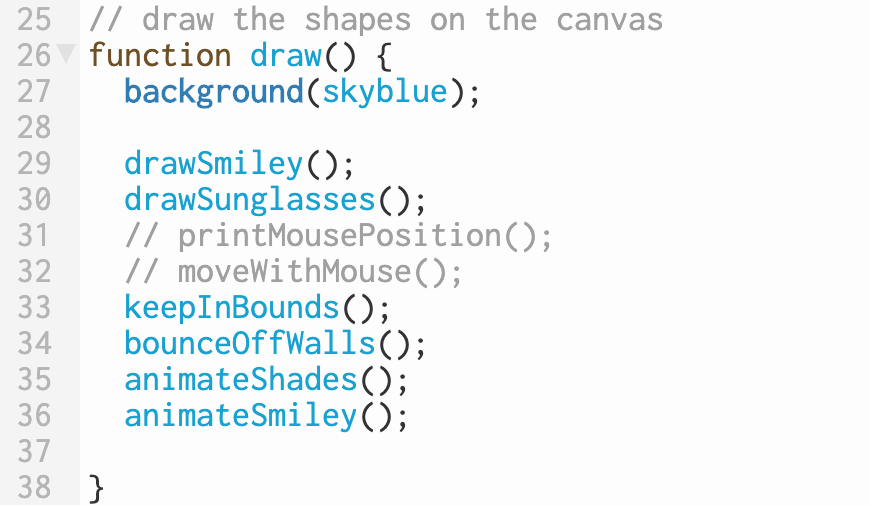 25 // draw the shapes on the canvas
26 function draw() {
27   background(skyblue);
28
29   drawSmiley();
30   drawSunglasses();
31   // printMousePosition();
32   // moveWithMouse();
33   keepInBounds();
34   bounceOffWalls();
35   animateShades();
36   animateSmiley();
37
38 }